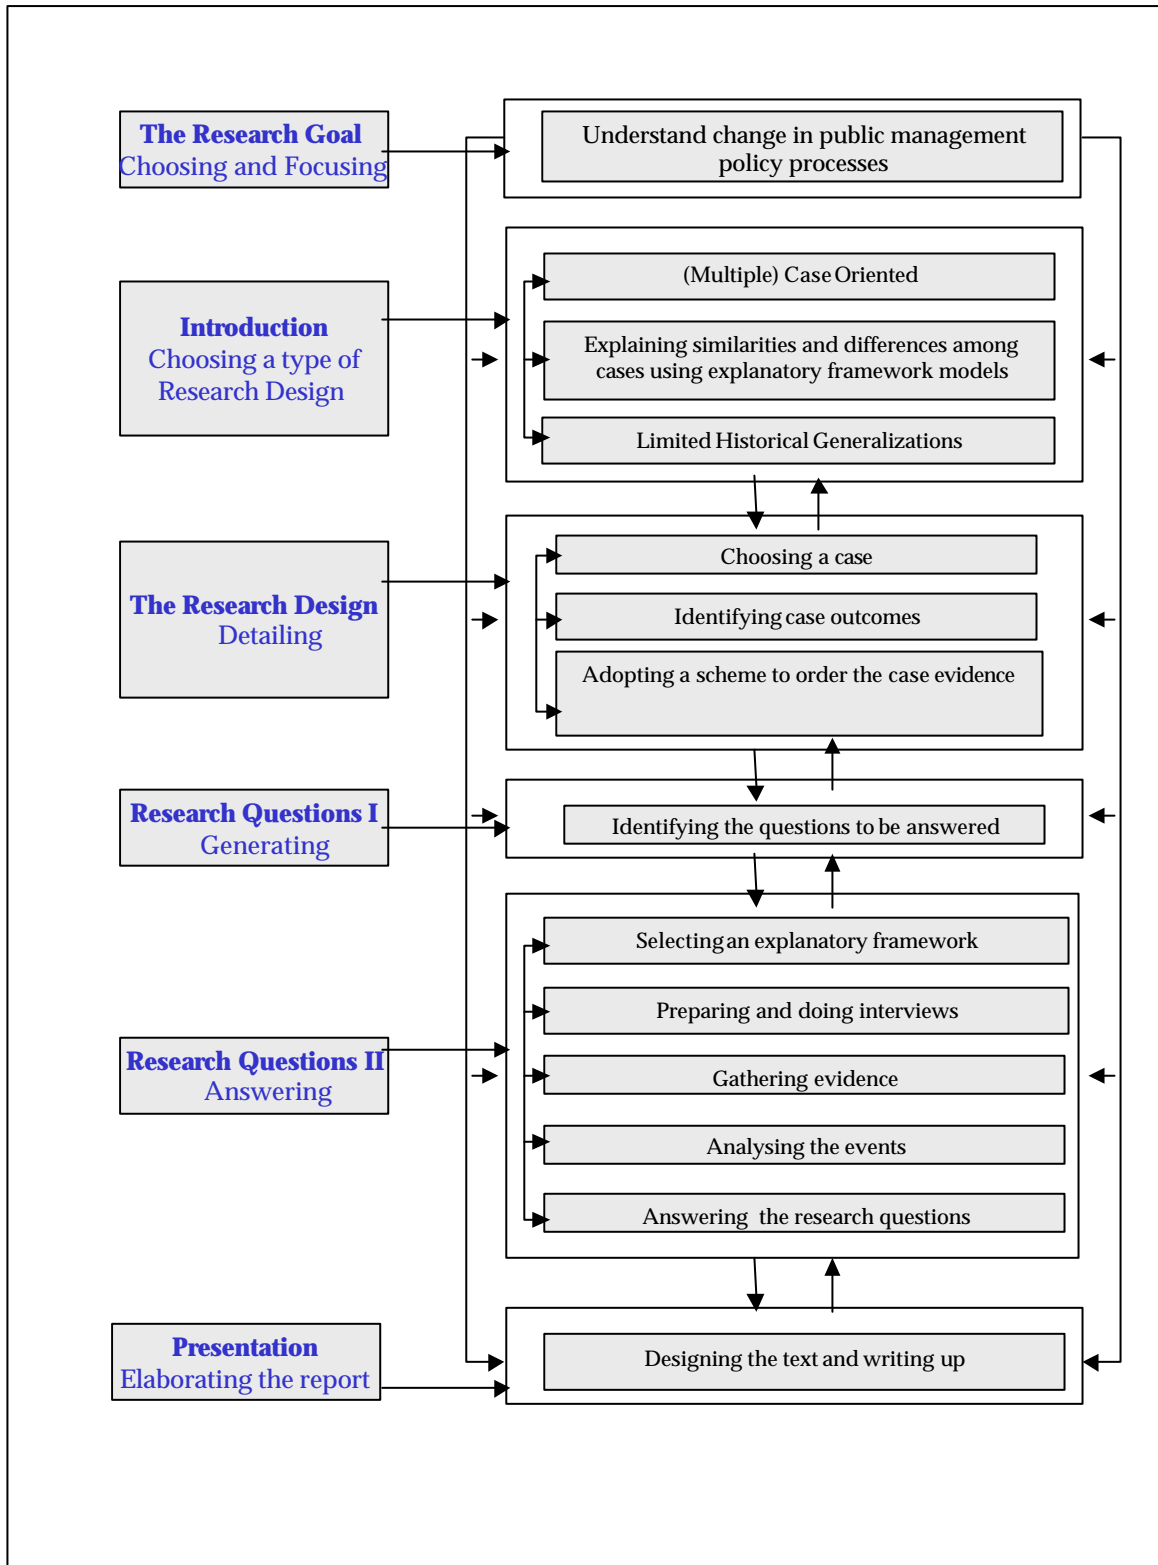 The Research Goal
Choosing and Focusing
Understand change in public management
policy processes
Introduction
Choosing a type of
Research Design
(Multiple) Case Oriented
Explaining similarities and differences among
cases using explanatory framework models
Limited Historical Generalizations
The Research Design
Detailing
Choosing a case
Identifying case outcomes
Adopting a scheme to order the case evidence
Research Questions I
Generating
Identifying the questions to be answered
Research Questions II
Answering
Selecting an explanatory framework
Preparing and doing interviews
Gathering evidence
Analysing the events
Answering the research questions
Presentation
Elaborating the report
Designing the text and writing up